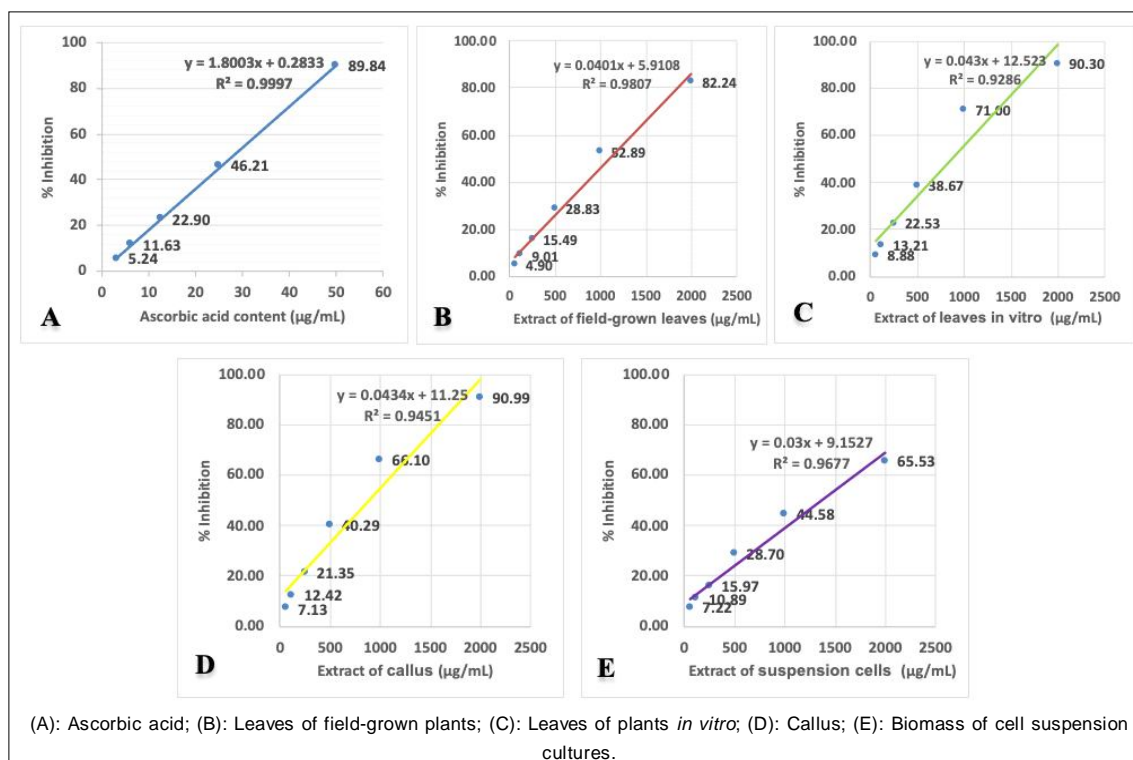 100
80
60
40
20
0
% Inhibition
y = 1.8003x + 0.2833
R² = 0.9997
89.84
46.21
22.90
11.63
5.24
0 10 20 30 40 50 60
Ascorbic acid content (µg/mL)
A
100.00
80.00
60.00
40.00
20.00
0.00
% Inhibition
y = 0.0401x + 5.9108
R² = 0.9807
82.24
52.89
28.83
15.49
9.01
4.90
0 500 1000 1500 2000 2500
Extract of field-grown leaves (µg/mL)
B
100.00
80.00
60.00
40.00
20.00
0.00
% Inhibition
y = 0.043x + 12.523
R² = 0.9286
90.30
71.00
38.67
22.53
13.21
8.88
0 500 1000 1500 2000 2500
Extract of leaves in vitro (µg/mL)
C
100.00
80.00
60.00
40.00
20.00
0.00
% Inhibition
y = 0.0434x + 11.25
R² = 0.9451
90.99
66.10
40.29
21.35
12.42
7.13
0 500 1000 1500 2000 2500
Extract of callus (µg/mL)
D
100.00
80.00
60.00
40.00
20.00
0.00
% Inhibition
y = 0.03x + 9.1527
R² = 0.9677
65.53
44.58
28.70
15.97
10.89
7.22
0 500 1000 1500 2000 2500
Extract of suspension cells (µg/mL)
E
(A): Ascorbic acid; (B): Leaves of field-grown plants; (C): Leaves of plants in vitro; (D): Callus; (E): Biomass of cell suspension
cultures.